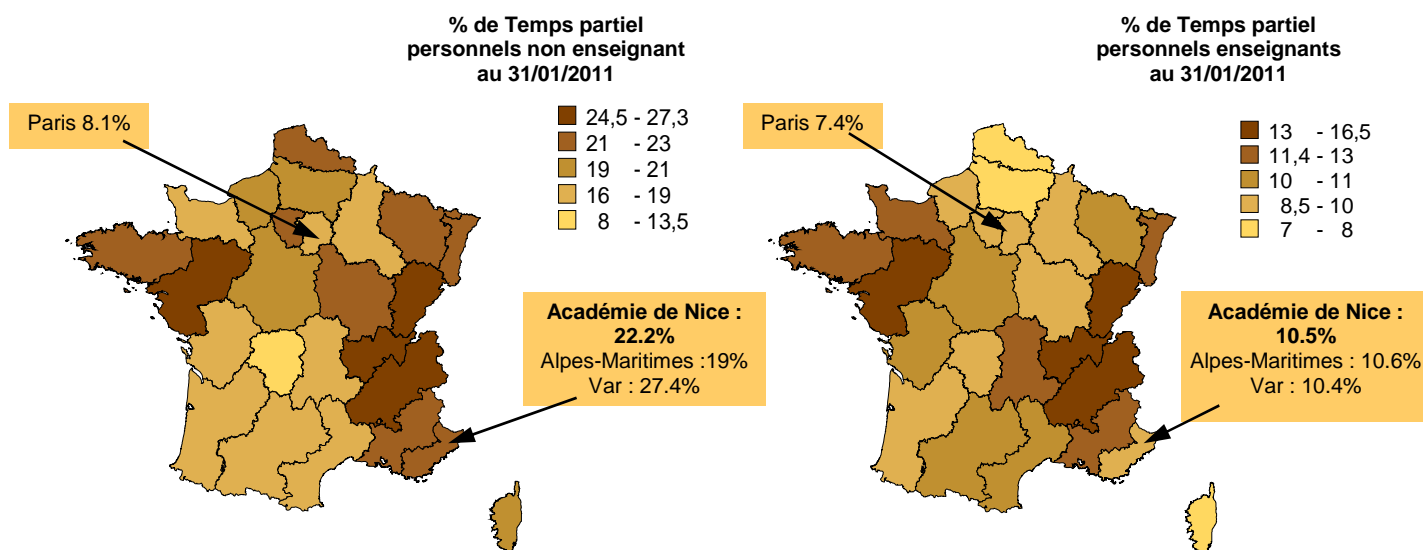 % de Temps partiel
personnels non enseignant
au 31/01/2011
Paris 8.1%
24,5 - 27,3
21 - 23
19 - 21
16 - 19
8 - 13,5
Académie de Nice :
22.2%
Alpes-Maritimes :19%
Var : 27.4%
% de Temps partiel
personnels enseignants
au 31/01/2011
Paris 7.4%
13 - 16,5
11,4 - 13
10 - 11
8,5 - 10
7 - 8
Académie de Nice :
10.5%
Alpes-Maritimes : 10.6%
Var : 10.4%